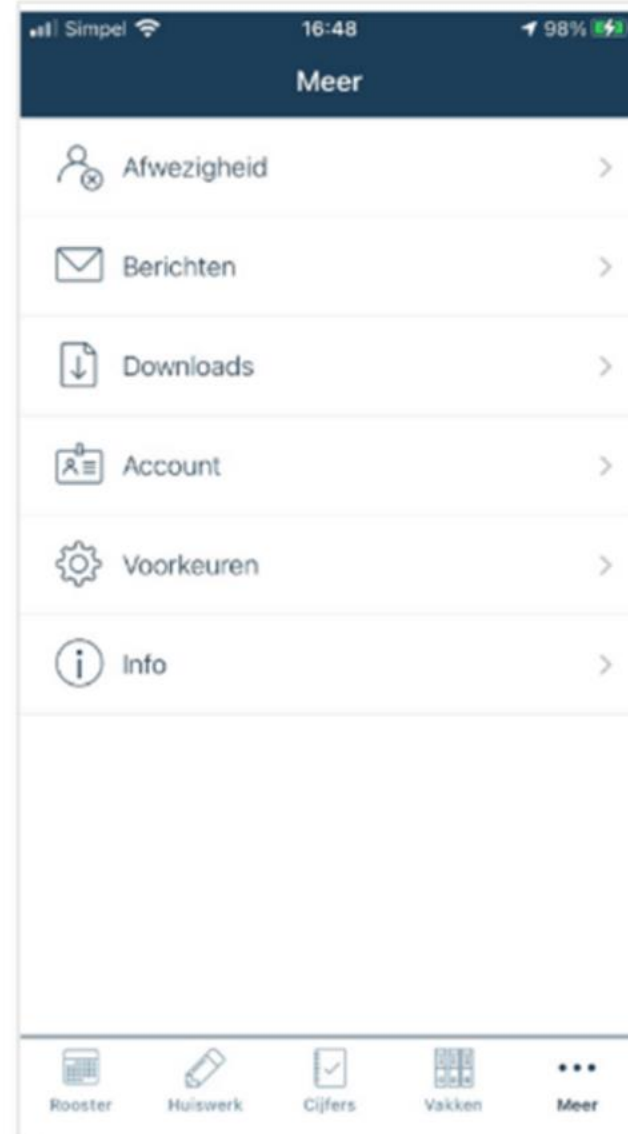 Simpel 16:48 98%
Meer
Afwezigheid
Berichten
Downloads
Account
Voorkeuren
Info
Rooster Huiswerk Cijfers Vakken Meer